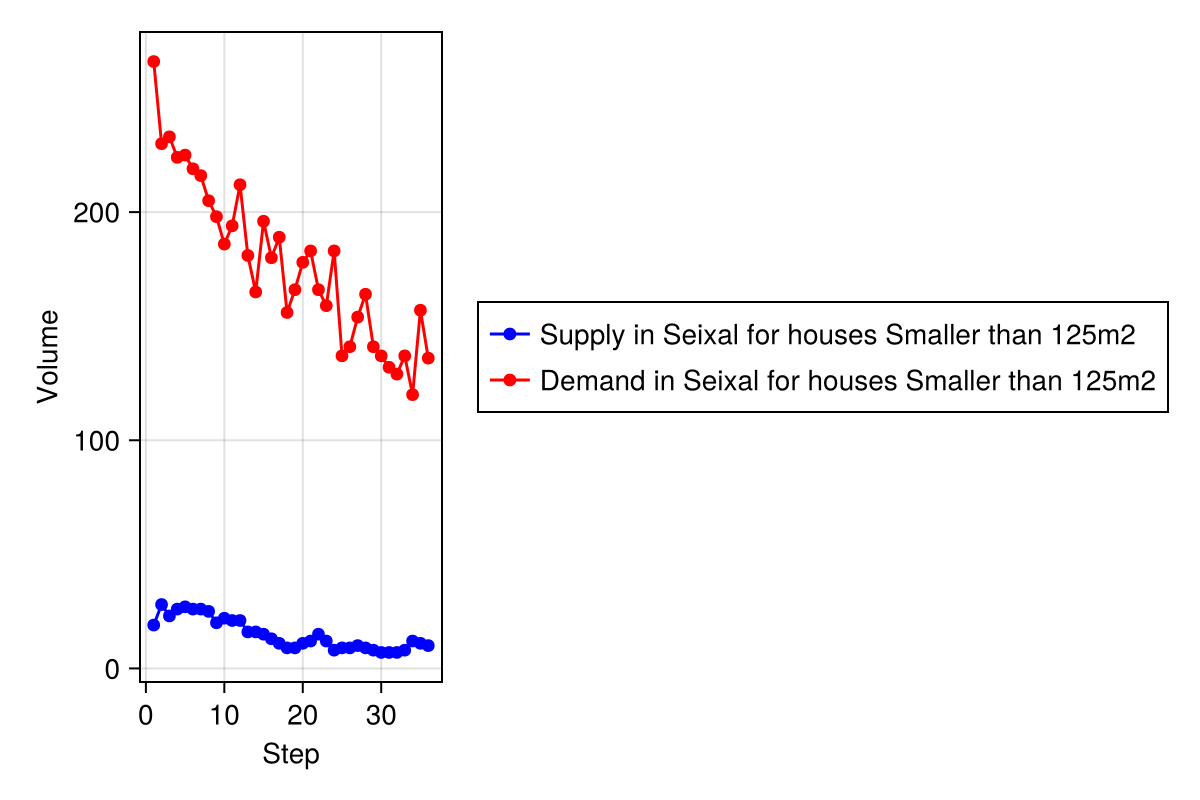 Volume
200
100
0
0 10 20 30
Step
Supply in Seixal for houses Smaller than 125m2
Demand in Seixal for houses Smaller than 125m2